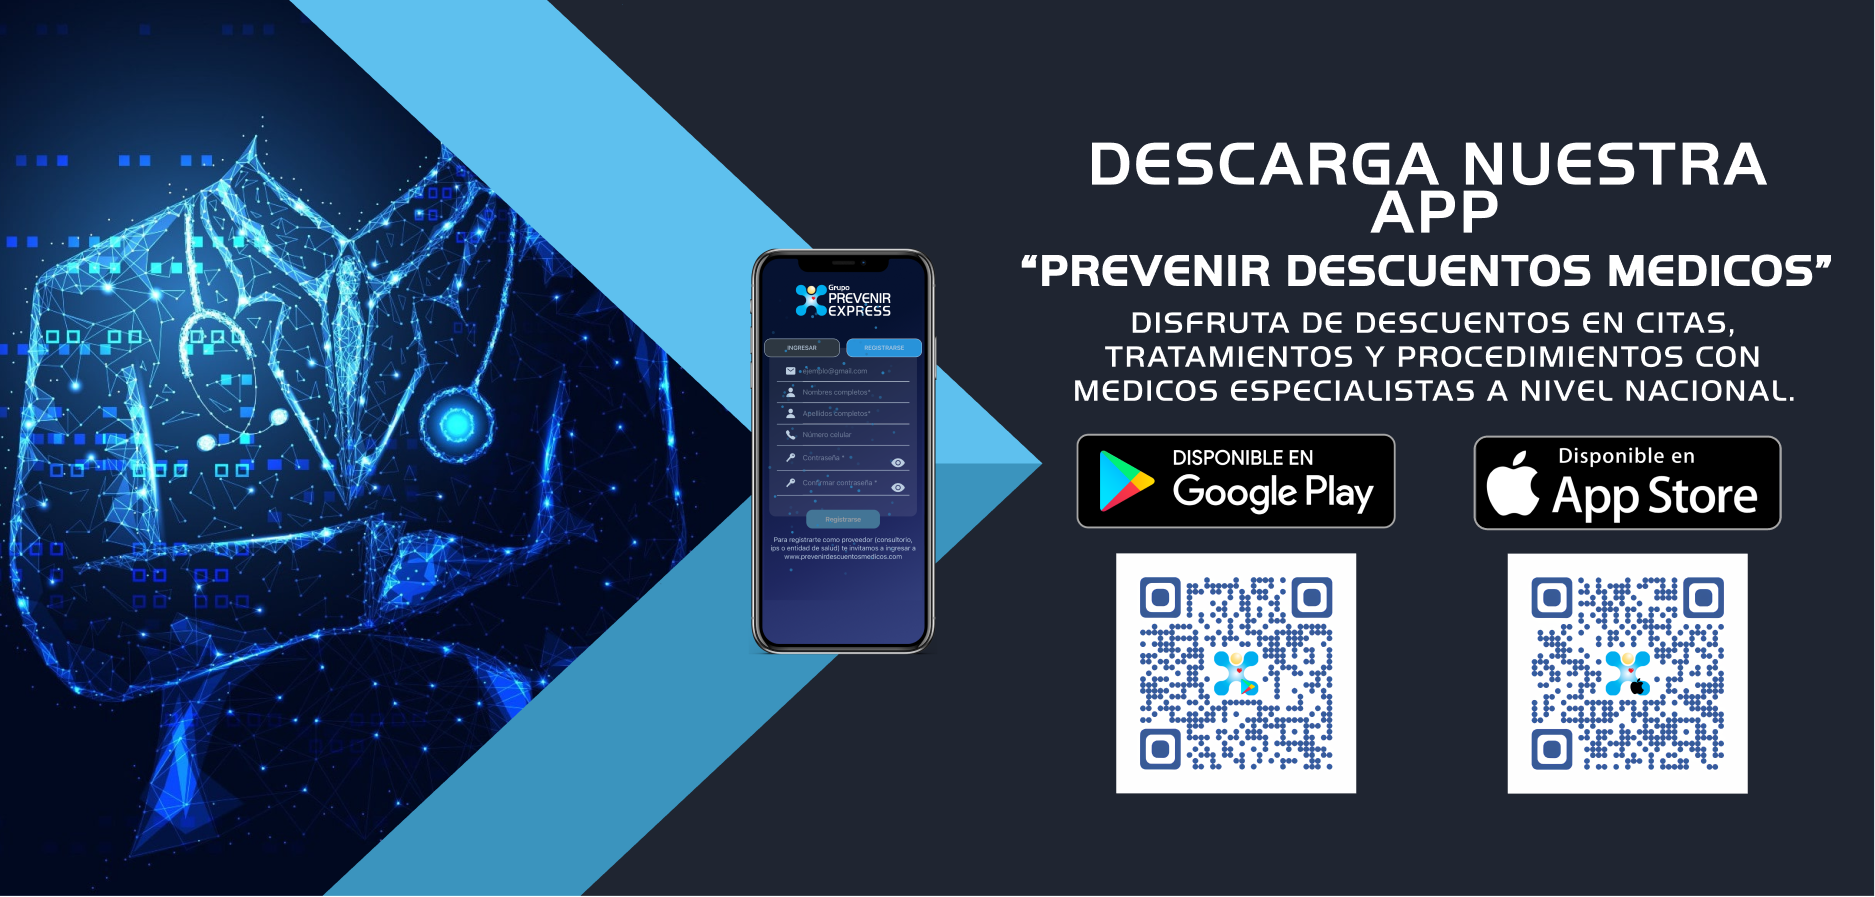 DESCARGA NUESTRA
APP
“PREVENIR DESCUENTOS MEDICOS”
DISFRUTA DE DESCUENTOS EN CITAS,
TRATAMIENTOS Y PROCEDIMIENTOS CON
MEDICOS ESPECIALISTAS A NIVEL NACIONAL.
DISPONIBLE EN
Google Play
Disponible en
App Store
Grupo
PREVENIR
EXPRESS
INGRESAR
REGISTRARSE
ejemplo@gmail.com
Nombres completos*
Apellidos completos*
Número celular
Contraseña *
Confirmar contraseña *
Registrarse
Para registrarte como proveedor (consultorio,
ips o entidad de salud) te invitamos a ingresar a
www.prevenirdescuentosmedicos.com